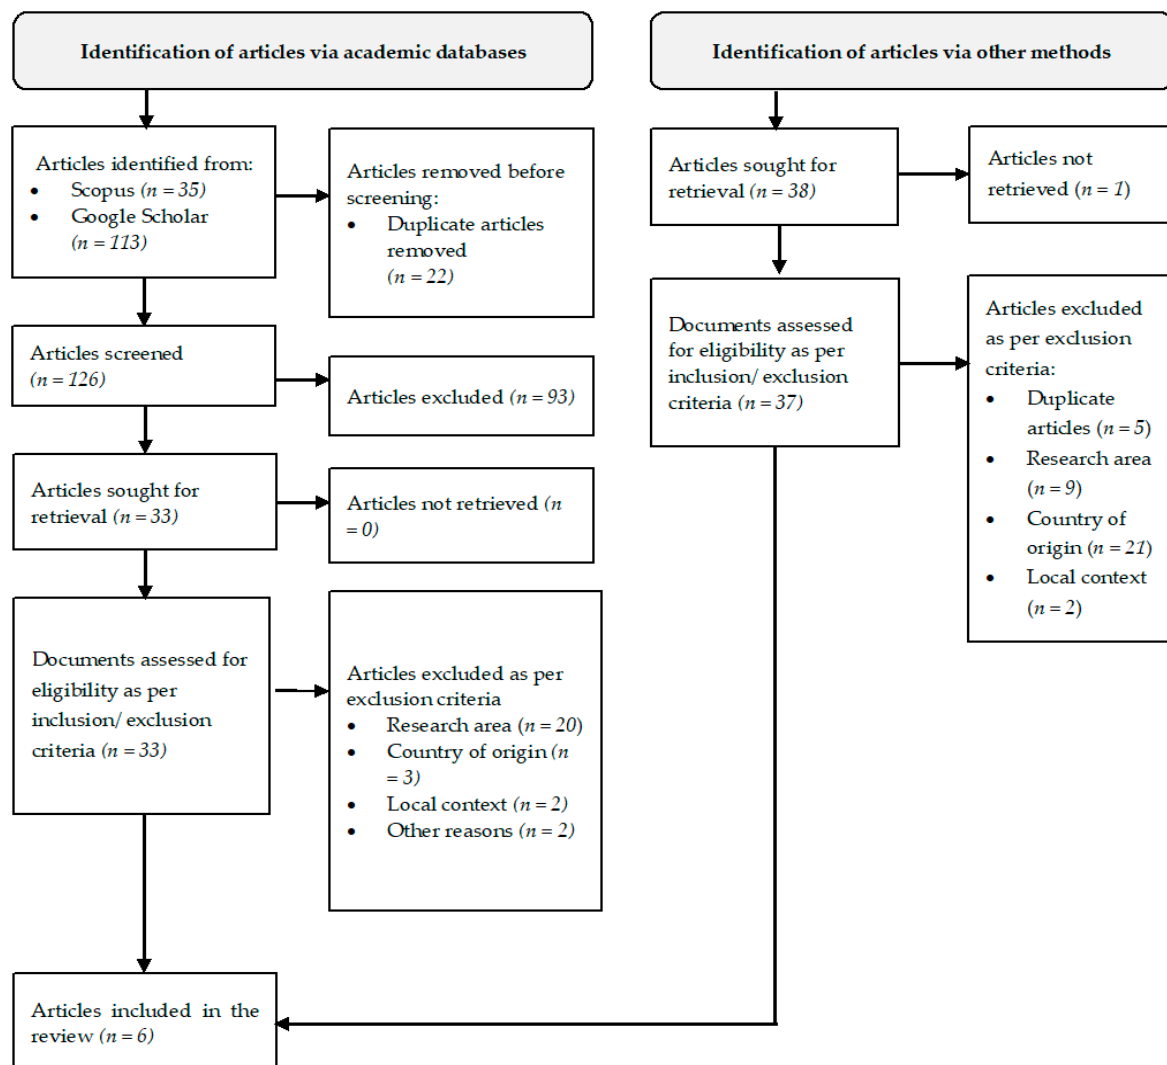 Identification of articles via academic databases
Articles identified from:
• Scopus (n = 35)
• Google Scholar
(n = 113)
Articles removed before
screening:
• Duplicate articles
removed
(n = 22)
Articles screened
(n = 126)
Articles excluded (n = 93)
Articles sought for
retrieval (n = 33)
Articles not retrieved (n
= 0)
Documents assessed for
eligibility as per
inclusion/ exclusion
criteria (n = 33)
Articles excluded as per
exclusion criteria
• Research area (n = 20)
• Country of origin (n
= 3)
• Local context (n = 2)
• Other reasons (n = 2)
Articles included in the
review (n = 6)
Identification of articles via other methods
Articles sought for
retrieval (n = 38)
Articles not
retrieved (n = 1)
Documents assessed
for eligibility as per
inclusion/ exclusion
criteria (n = 37)
Articles excluded
as per exclusion
criteria:
• Duplicate
articles (n = 5)
• Research area
(n = 9)
• Country of
origin (n = 21)
• Local context
(n = 2)